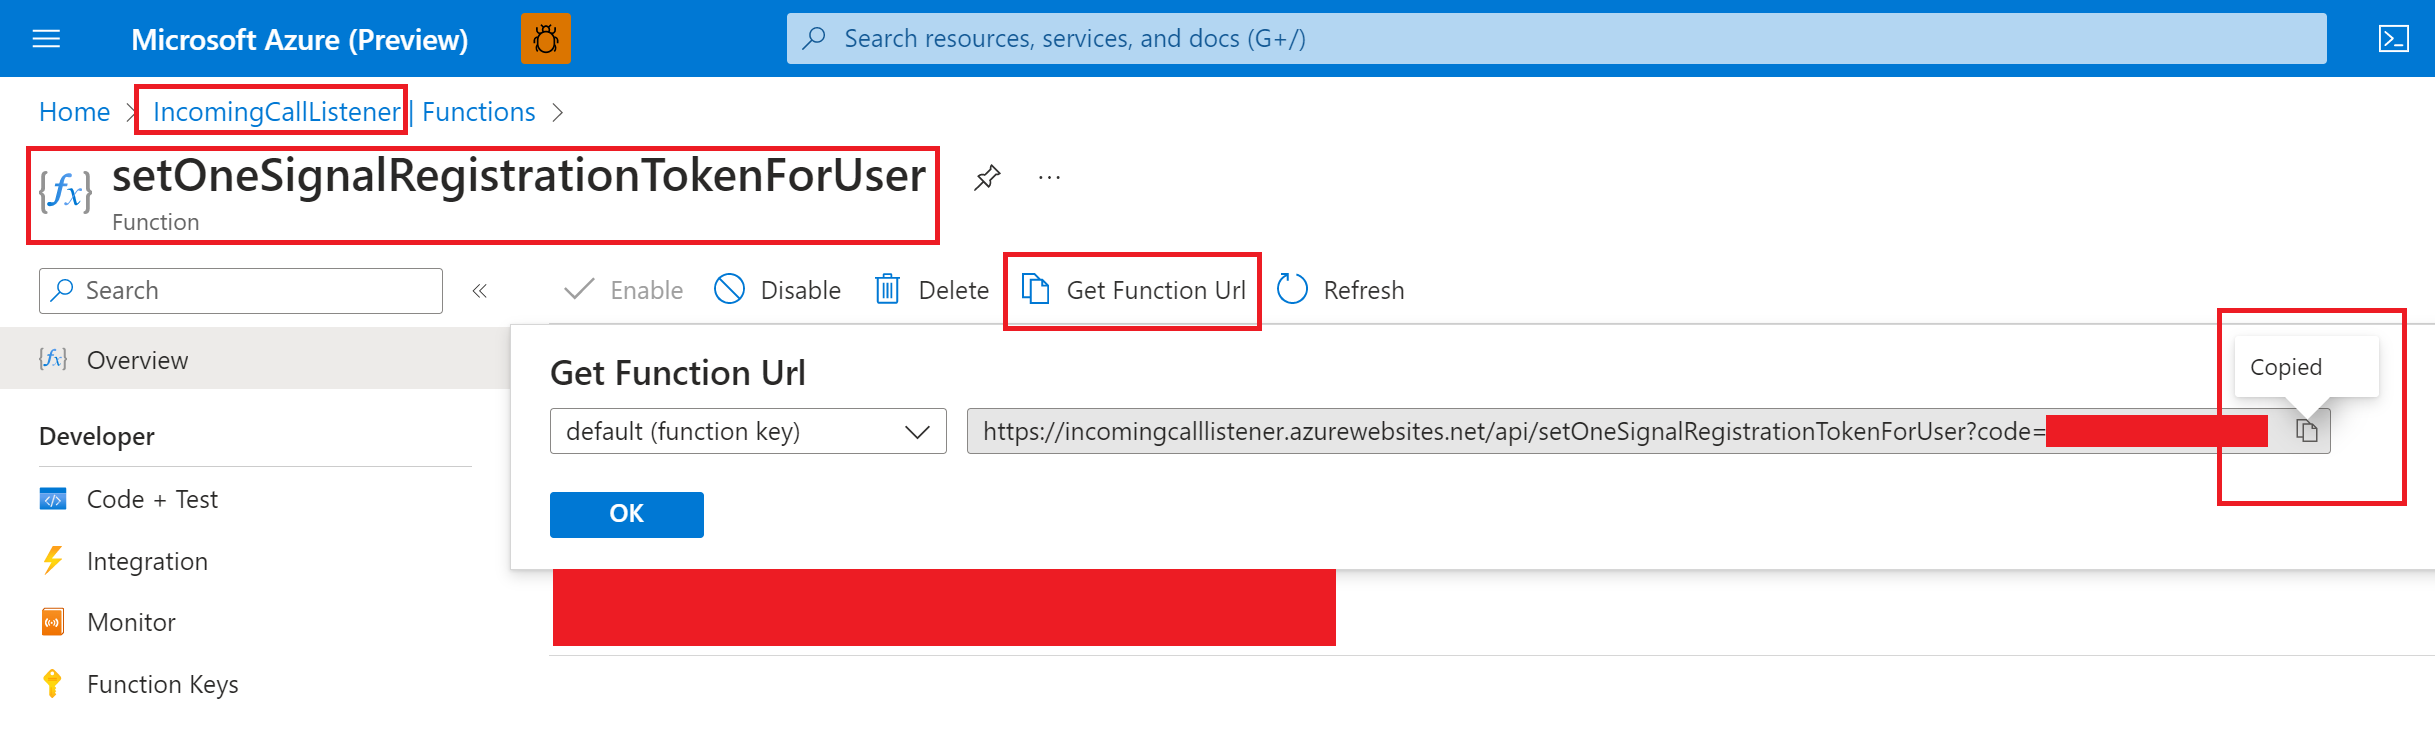 Microsoft Azure (Preview)
Search resources, services, and docs (G+/)
Home > IncomingCallListener | Functions >
{fx} setOneSignalRegistrationTokenForUser
Function
Search
«
Enable
Disable
Delete
Get Function Url
Refresh
{fx} Overview
Developer
Code + Test
Integration
Monitor
Function Keys
Get Function Url
default (function key)
https://incomingcalllistener.azurewebsites.net/api/setOneSignalRegistrationTokenForUser?code=
Copied
OK